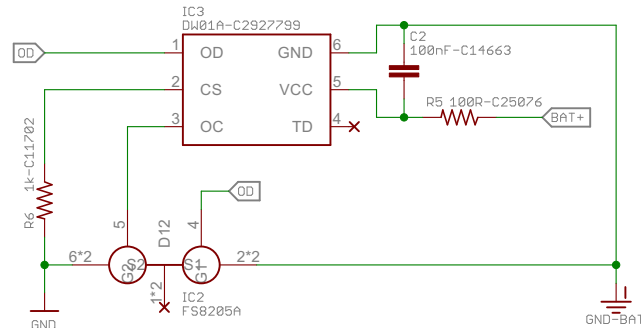 IC3
DW01A-C2927799
OD
1
OD
GND
6
2
CS
VCC
5
3
OC
TD
4
C2
100nF-C14663
R5 100R-C25076
BAT+
R6 1k-C11702
OD
5
D12
4
6*2
S2
G2
S1
G1
2*2
1*2
IC2
FS8205A
GND
GND-BAT